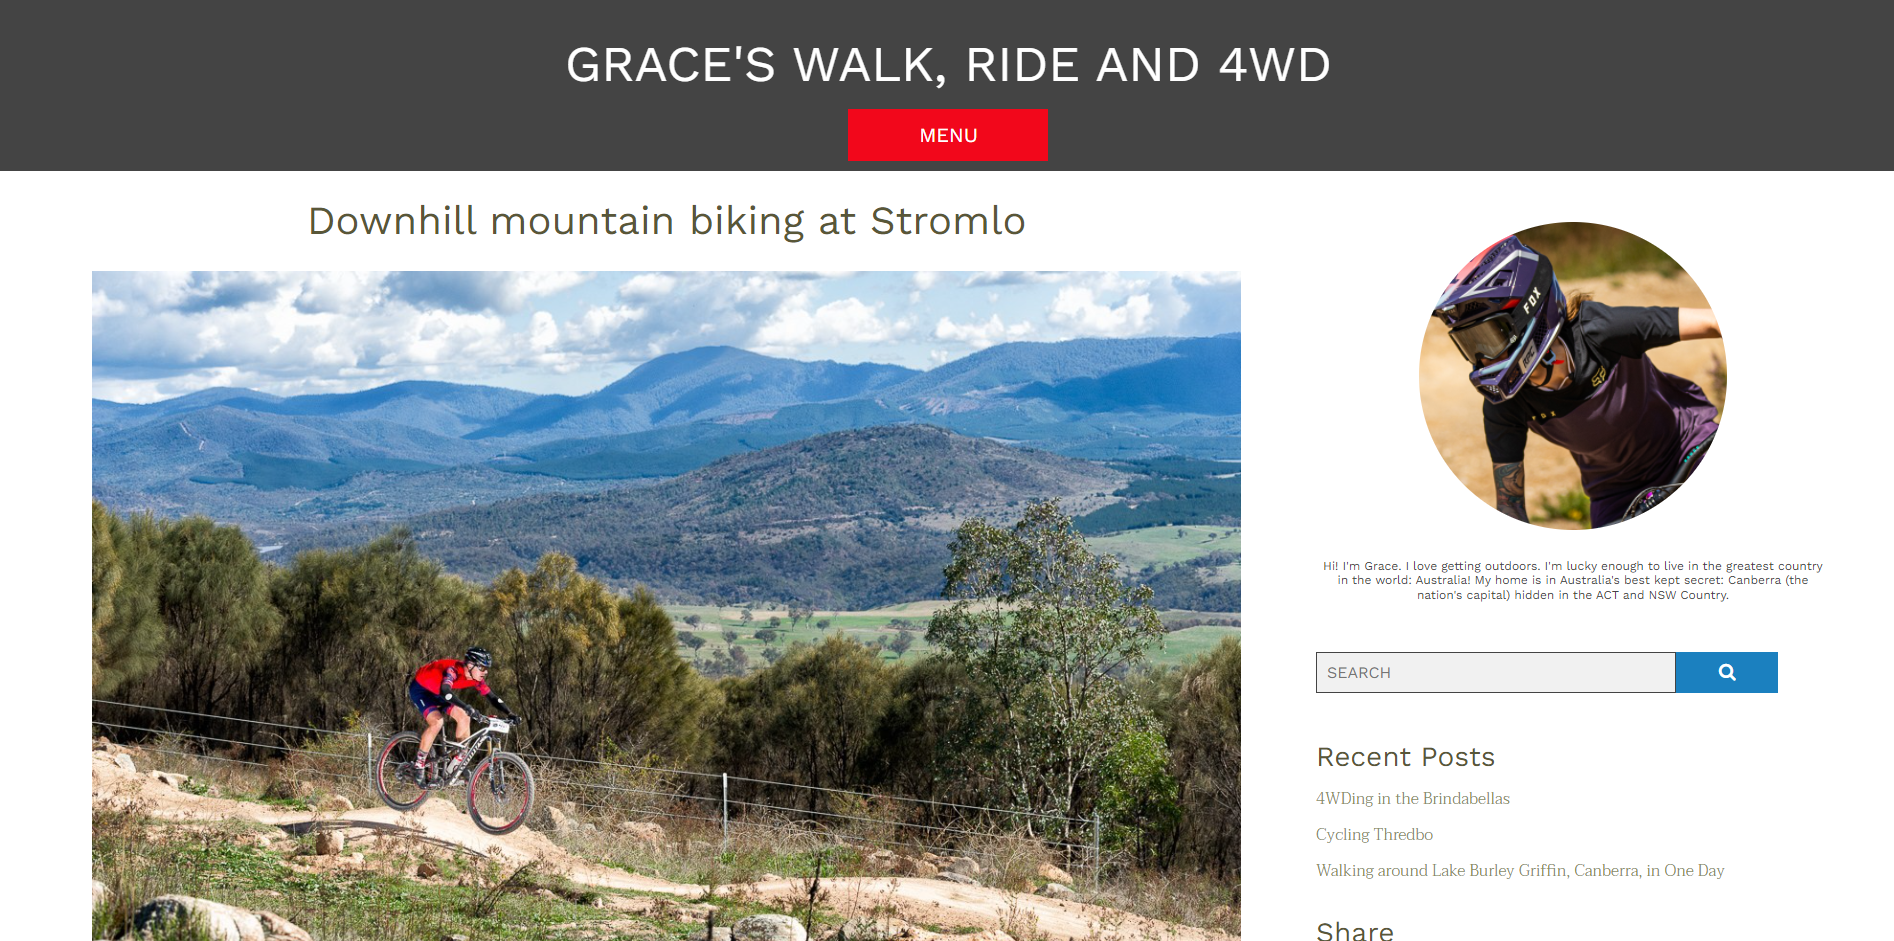 GRACE'S WALK, RIDE AND 4WD
MENU
Downhill mountain biking at Stromlo
FOX
FOX
Hi! I'm Grace. I love getting outdoors. I'm lucky enough to live in the greatest country
in the world: Australia! My home is in Australia's best kept secret: Canberra (the
nation's capital) hidden in the ACT and NSW Country.
SEARCH
Recent Posts
4WDing in the Brindabellas
Cycling Thredbo
Walking around Lake Burley Griffin, Canberra, in One Day
Share